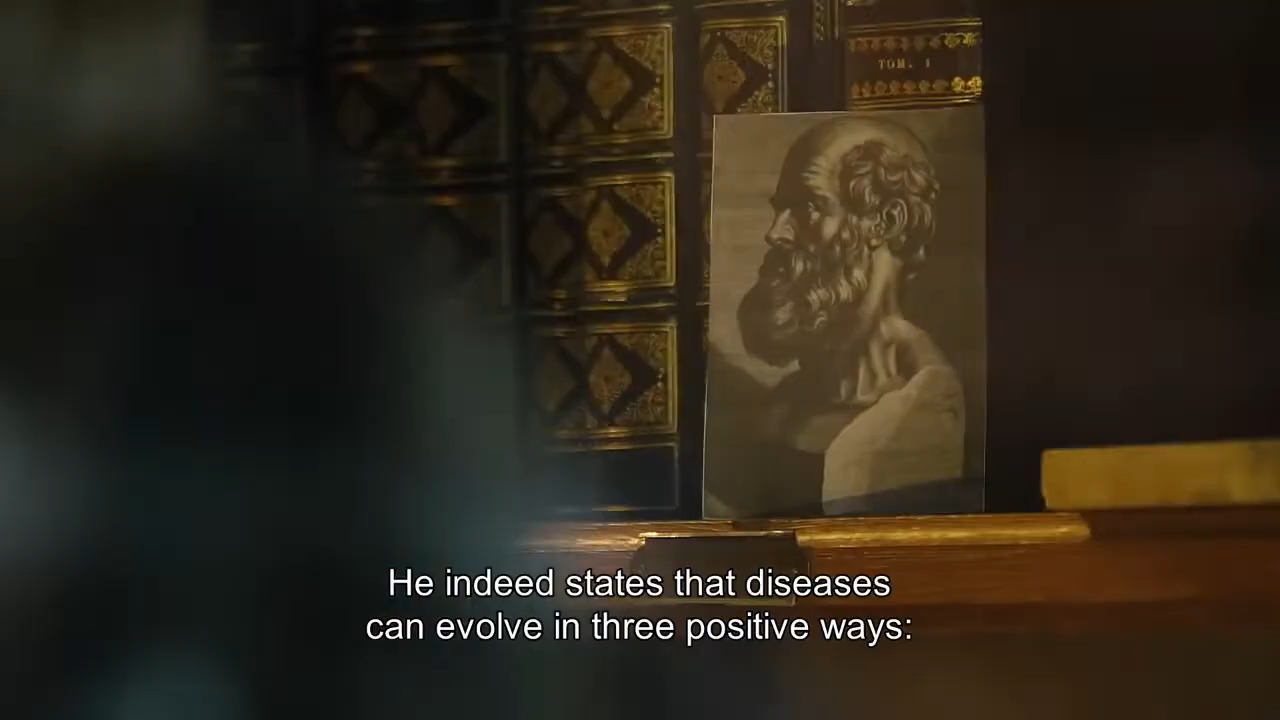 TOM. I
He indeed states that diseases
can evolve in three positive ways: